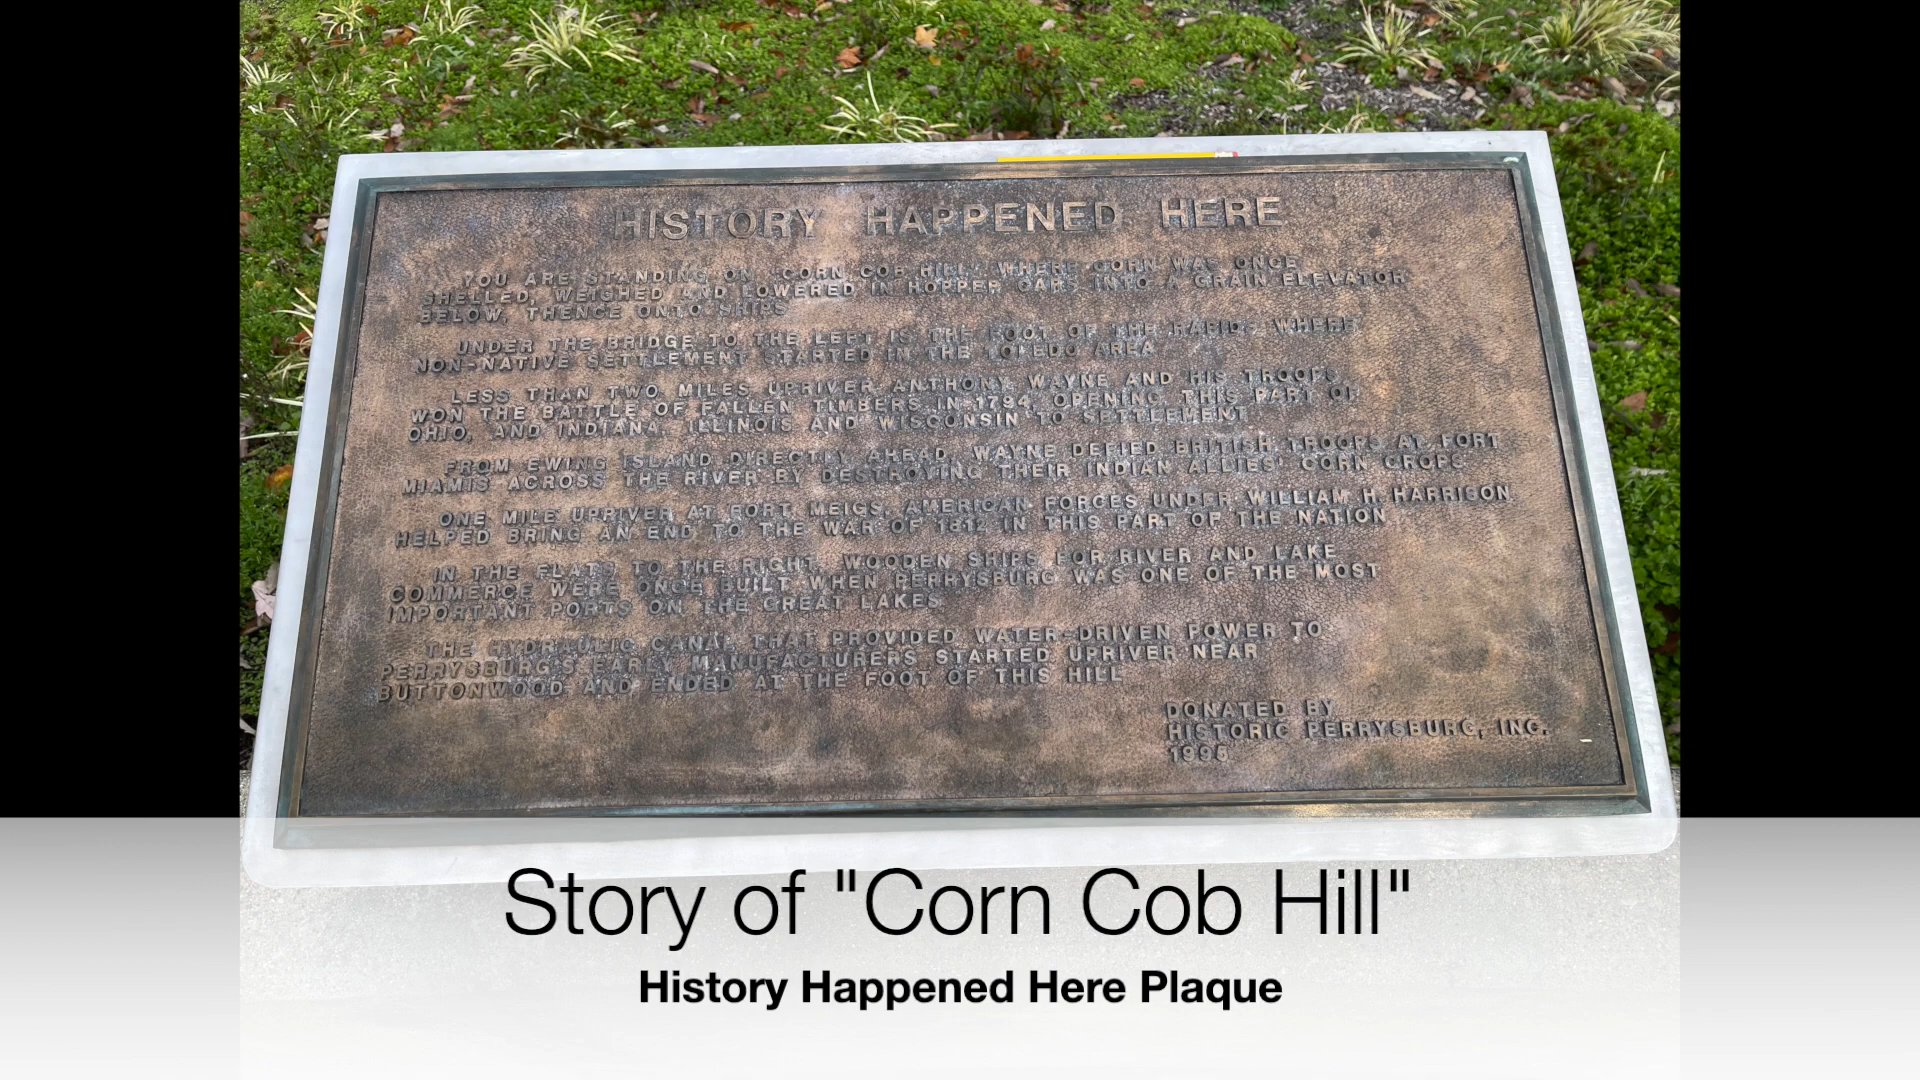 HISTORY HAPPENED HERE
YOU ARE STANDING ON "CORN COB HILL" WHERE CORN WAS ONCE
SHELLED, WEIGHED AND LOWERED IN HOPPER CARS INTO A GRAIN ELEVATOR
BELOW, THENCE ONTO SHIPS
UNDER THE BRIDGE TO THE LEFT IS THE FOOT OF THE RAPIDS WHERE
NON-NATIVE SETTLEMENT STARTED IN THE TOLEDO AREA
LESS THAN TWO MILES UPRIVER, ANTHONY WAYNE AND HIS TROOPS
WON THE BATTLE OF FALLEN TIMBERS IN 1794, OPENING THIS PART OF
OHIO, AND INDIANA, ILLINOIS AND WISCONSIN TO SETTLEMENT
FROM EWING ISLAND DIRECTLY AHEAD, WAYNE DEFIED BRITISH TROOPS AT FORT
MIAMIS ACROSS THE RIVER BY DESTROYING THEIR INDIAN ALLIES' CORN CROPS
ONE MILE UPRIVER AT FORT MEIGS, AMERICAN FORCES UNDER WILLIAM H. HARRISON
HELPED BRING AN END TO THE WAR OF 1812 IN THIS PART OF THE NATION
IN THE FLATS TO THE RIGHT, WOODEN SHIPS FOR RIVER AND LAKE
COMMERCE WERE ONCE BUILT WHEN PERRYSBURG WAS ONE OF THE MOST
IMPORTANT PORTS ON THE GREAT LAKES
THE HYDRAULIC CANAL THAT PROVIDED WATER-DRIVEN POWER TO
PERRYSBURG'S EARLY MANUFACTURERS STARTED UPRIVER NEAR
BUTTONWOOD AND ENDED AT THE FOOT OF THIS HILL
DONATED BY
HISTORIC PERRYSBURG, INC.
1995
Story of "Corn Cob Hill"
History Happened Here Plaque